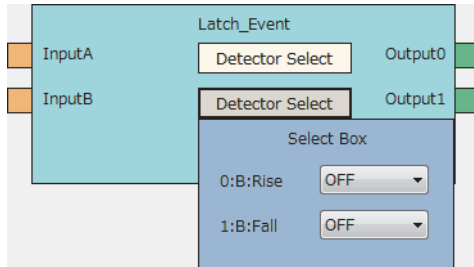 Latch_Event
InputA Detector Select Output0
InputB Detector Select Output1
Select Box
0:B:Rise OFF
1:B:Fall OFF